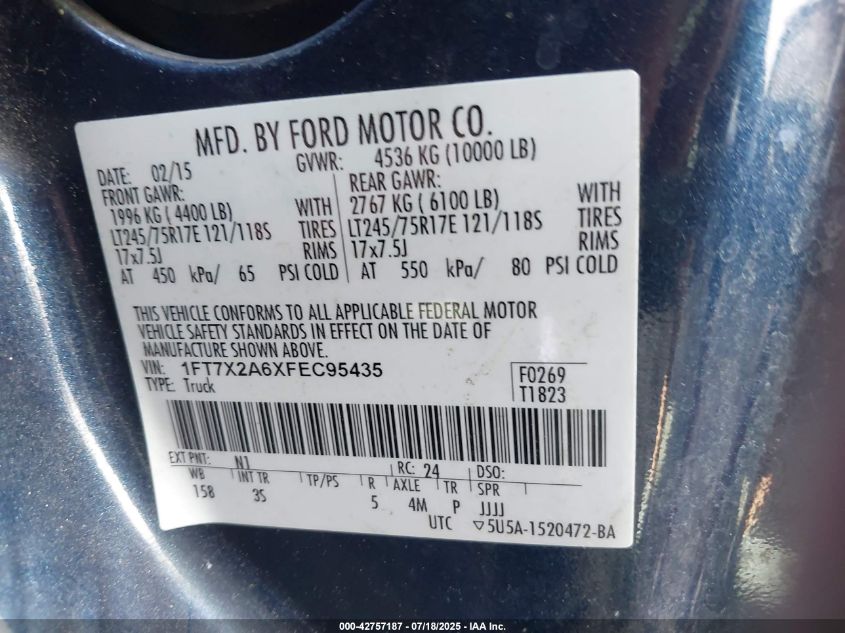 MFD. BY FORD MOTOR CO.
DATE: 02/15 GVWR: 4536 KG (10000 LB)
FRONT GAWR: REAR GAWR:
1996 KG ( 4400 LB) WITH 2767 KG ( 6100 LB) WITH
LT245/75R17E 121/118S TIRES LT245/75R17E 121/118S TIRES
17x7.5J RIMS 17x7.5J RIMS
AT 450 kPa/ 65 PSI COLD AT 550 kPa/ 80 PSI COLD
THIS VEHICLE CONFORMS TO ALL APPLICABLE FEDERAL MOTOR
VEHICLE SAFETY STANDARDS IN EFFECT ON THE DATE OF
MANUFACTURE SHOWN ABOVE.
VIN: 1FT7X2A6XFEC95435 F0269
TYPE: Truck T1823
EXT PNT: N1 RC: 24 DSO:
WB INT TR TP/PS R AXLE TR SPR
158 3S 5 4M P JJJJ
UTC ▽5U5A-1520472-BA
000-42757187 - 07/18/2025 - IAA Inc.